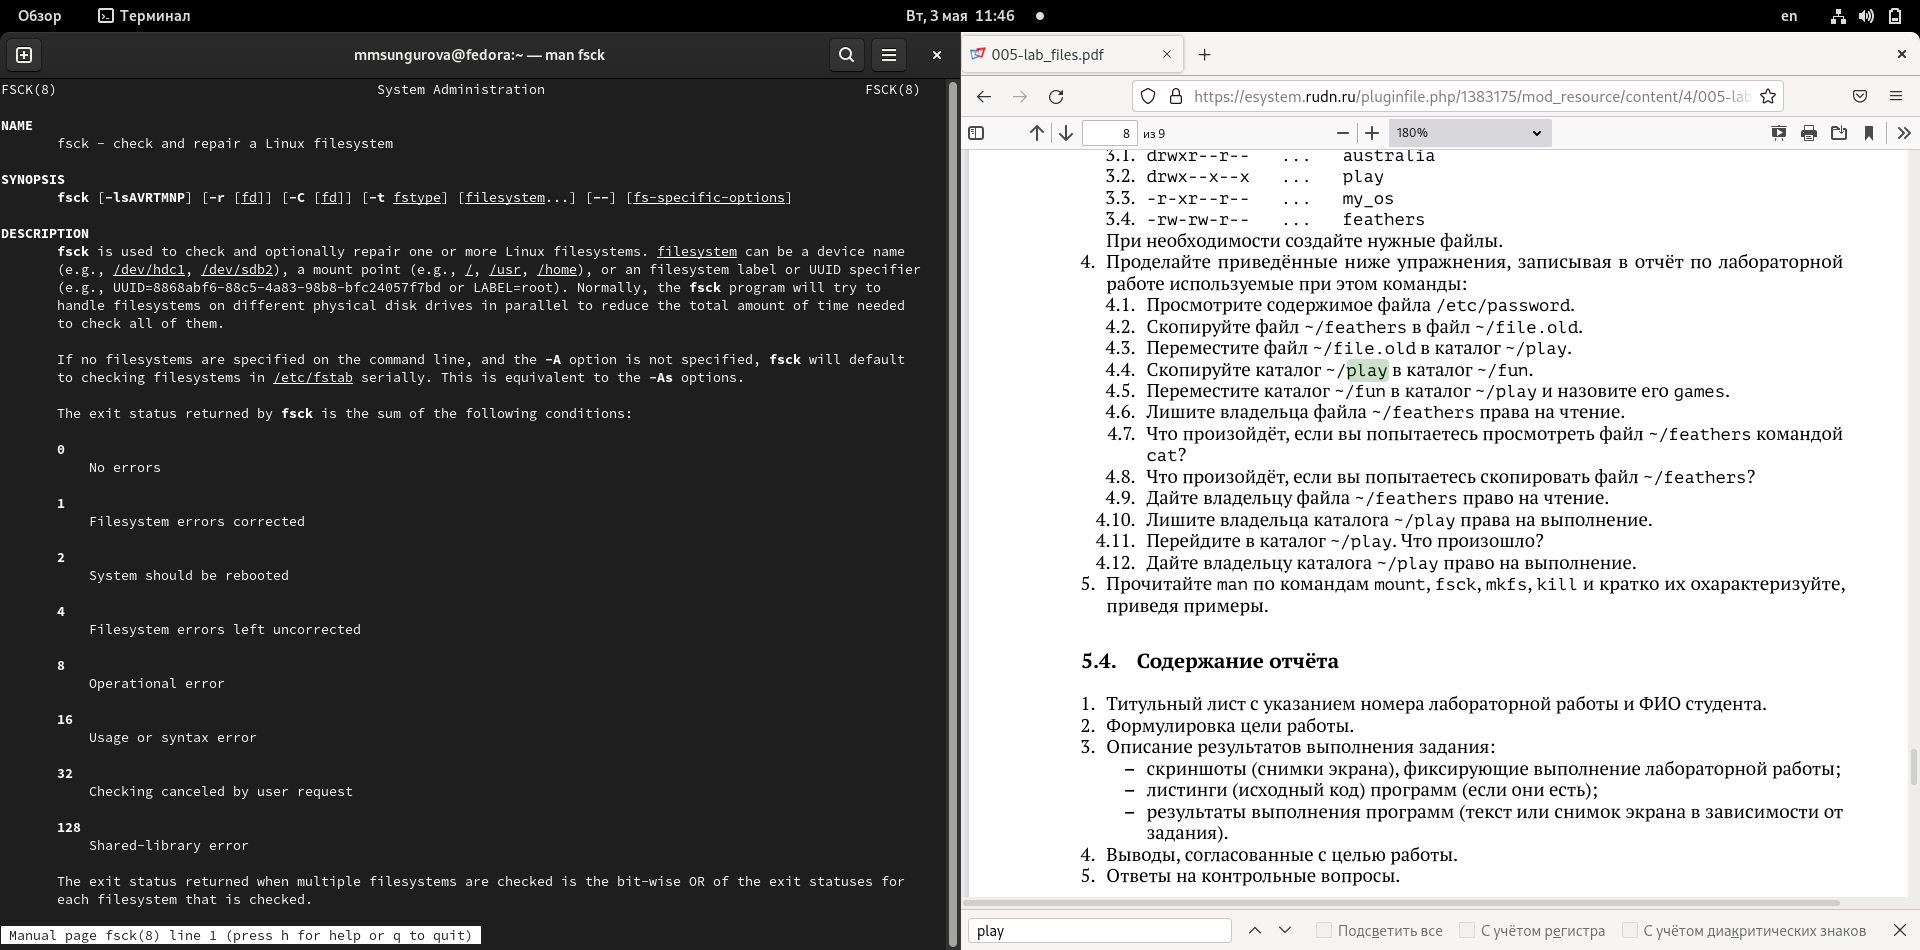 Обзор
Терминал
Вт, 3 мая 11:46
en
mmsungurova@fedora:~ — man fsck
FSCK(8) System Administration FSCK(8)
NAME
fsck - check and repair a Linux filesystem
SYNOPSIS
fsck [-lsAVRTMNP] [-r [fd]] [-C [fd]] [-t fstype] [filesystem...] [--] [fs-specific-options]
DESCRIPTION
fsck is used to check and optionally repair one or more Linux filesystems. filesystem can be a device name
(e.g., /dev/hdc1, /dev/sdb2), a mount point (e.g., /, /usr, /home), or an filesystem label or UUID specifier
(e.g., UUID=8868abf6-88c5-4a83-98b8-bfc24057f7bd or LABEL=root). Normally, the fsck program will try to
handle filesystems on different physical disk drives in parallel to reduce the total amount of time needed
to check all of them.
If no filesystems are specified on the command line, and the -A option is not specified, fsck will default
to checking filesystems in /etc/fstab serially. This is equivalent to the -As options.
The exit status returned by fsck is the sum of the following conditions:
0
No errors
1
Filesystem errors corrected
2
System should be rebooted
4
Filesystem errors left uncorrected
8
Operational error
16
Usage or syntax error
32
Checking canceled by user request
128
Shared-library error
The exit status returned when multiple filesystems are checked is the bit-wise OR of the exit statuses for
each filesystem that is checked.
Manual page fsck(8) line 1 (press h for help or q to quit)
005-lab_files.pdf
https://esystem.rudn.ru/pluginfile.php/1383175/mod_resource/content/4/005-lab
8 из 9
180%
3.1. drwxr--r-- ... australia
3.2. drwx--x--x ... play
3.3. -r-xr--r-- ... my_os
3.4. -rw-rw-r-- ... feathers
При необходимости создайте нужные файлы.
4. Проделайте приведённые ниже упражнения, записывая в отчёт по лабораторной
работе используемые при этом команды:
4.1. Просмотрите содержимое файла /etc/password.
4.2. Скопируйте файл ~/feathers в файл ~/file.old.
4.3. Переместите файл ~/file.old в каталог ~/play.
4.4. Скопируйте каталог ~/play в каталог ~/fun.
4.5. Переместите каталог ~/fun в каталог ~/play и назовите его games.
4.6. Лишите владельца файла ~/feathers права на чтение.
4.7. Что произойдёт, если вы попытаетесь просмотреть файл ~/feathers командой
cat?
4.8. Что произойдёт, если вы попытаетесь скопировать файл ~/feathers?
4.9. Дайте владельцу файла ~/feathers право на чтение.
4.10. Лишите владельца каталога ~/play права на выполнение.
4.11. Перейдите в каталог ~/play. Что произошло?
4.12. Дайте владельцу каталога ~/play право на выполнение.
5. Прочитайте man по командам mount, fsck, mkfs, kill и кратко их охарактеризуйте,
приведя примеры.
5.4. Содержание отчёта
1. Титульный лист с указанием номера лабораторной работы и ФИО студента.
2. Формулировка цели работы.
3. Описание результатов выполнения задания:
– скриншоты (снимки экрана), фиксирующие выполнение лабораторной работы;
– листинги (исходный код) программ (если они есть);
– результаты выполнения программ (текст или снимок экрана в зависимости от
задания).
4. Выводы, согласованные с целью работы.
5. Ответы на контрольные вопросы.
play
Подсветить все
С учётом регистра
С учётом диакритических знаков